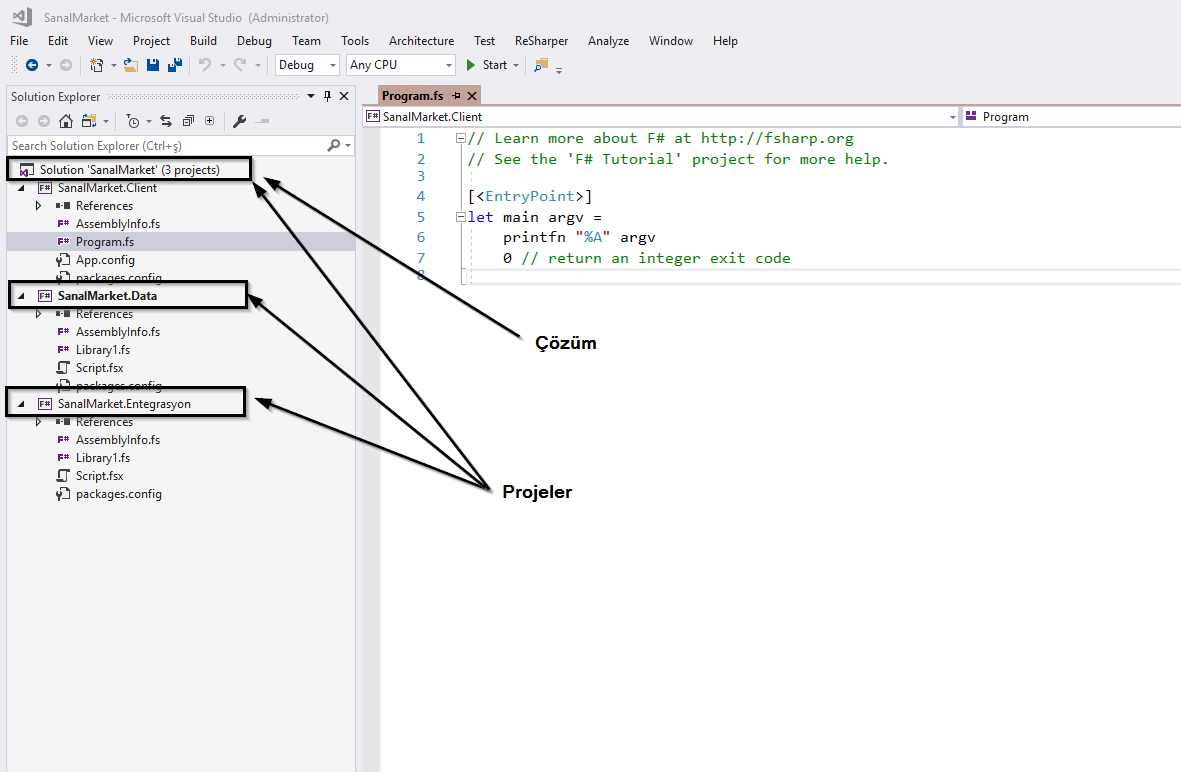 SanalMarket - Microsoft Visual Studio (Administrator)
File Edit View Project Build Debug Team Tools Architecture Test ReSharper Analyze Window Help
Debug Any CPU Start
Solution Explorer
Search Solution Explorer (Ctrl+ş)
Solution 'SanalMarket' (3 projects)
F# SanalMarket.Client
References
F# AssemblyInfo.fs
F# Program.fs
App.config
packages.config
F# SanalMarket.Data
References
F# AssemblyInfo.fs
F# Library1.fs
Script.fsx
packages.config
F# SanalMarket.Entegrasyon
References
F# AssemblyInfo.fs
F# Library1.fs
Script.fsx
packages.config
Program.fs
F# SanalMarket.Client Program
1 // Learn more about F# at http://fsharp.org
2 // See the 'F# Tutorial' project for more help.
3
4 [<EntryPoint>]
5 let main argv =
6 printfn "%A" argv
7 0 // return an integer exit code
8
Çözüm
Projeler